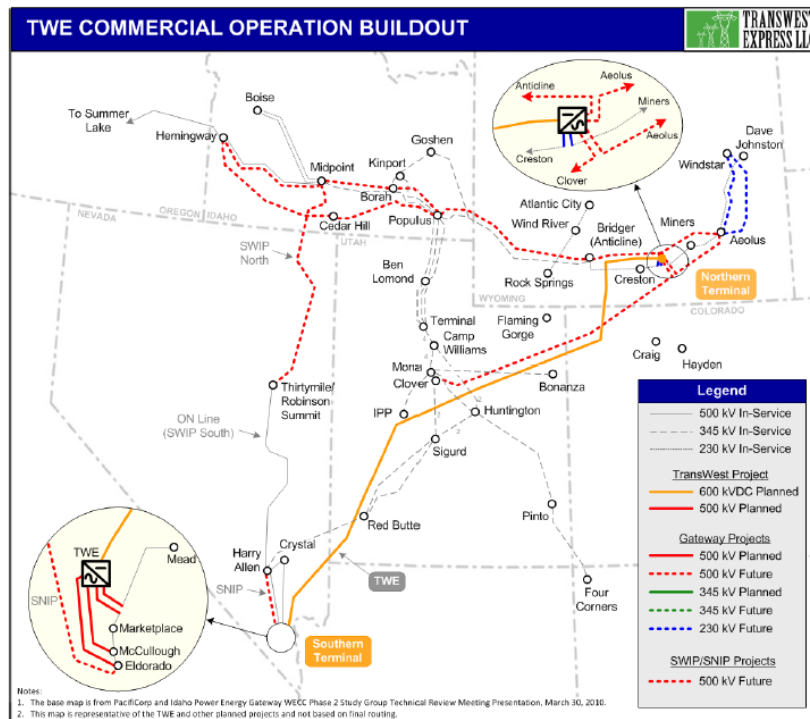 TWE COMMERCIAL OPERATION BUILDOUT
TRANSWEST
EXPRESS LLC
To Summer
Lake
Boise
Hemingway
Midpoint
Goshen
Kinport
Borah
Populus
Cedar Hill
NEVADA
OREGON
IDAHO
UTAH
SWIP
North
Anticline
Aeolus
Miners
Aeolus
Creston
Clover
Atlantic City
Wind River
Bridger
(Anticline)
Rock Springs
Creston
Miners
Windstar
Dave
Johnston
Aeolus
Northern
Terminal
WYOMING
COLORADO
Ben
Lomond
Terminal
Camp
Williams
Flaming
Gorge
Craig
Hayden
Mona
Clover
Bonanza
Thirtymile/
Robinson
Summit
IPP
Huntington
ON Line
(SWIP South)
Sigurd
2
2
Red Butte
Pinto
Harry
Allen
Crystal
SNIP
TWE
Four
Corners
Southern
Terminal
TWE
Mead
SNIP
Marketplace
McCullough
Eldorado
Legend
500 kV In-Service
345 kV In-Service
230 kV In-Service
TransWest Project
600 kVDC Planned
500 kV Planned
Gateway Projects
500 kV Planned
500 kV Future
345 kV Planned
345 kV Future
230 kV Future
SWIP/SNIP Projects
500 kV Future
Notes:
1. The base map is from PacifiCorp and Idaho Power Energy Gateway WECC Phase 2 Study Group Technical Review Meeting Presentation, March 30, 2010.
2. This map is representative of the TWE and other planned projects and not based on final routing.